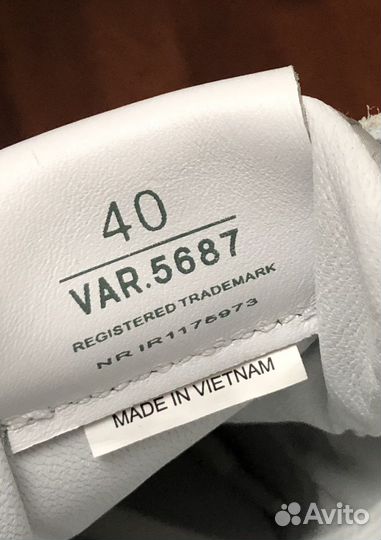 40
VAR.5687
REGISTERED TRADEMARK
NR IR1175973
MADE IN VIETNAM
Avito